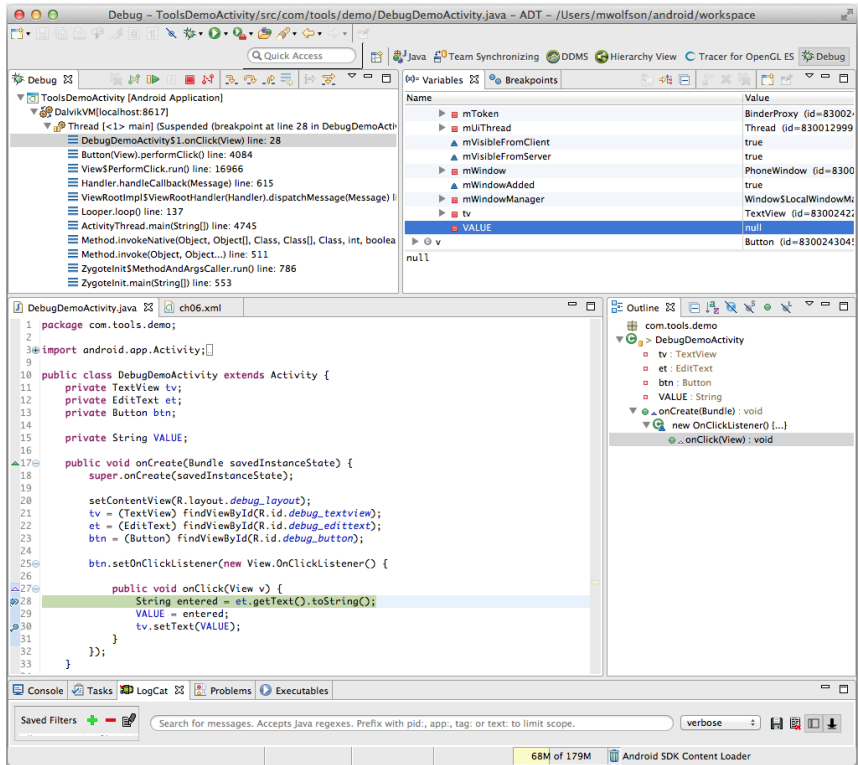 Debug - ToolsDemoActivity/src/com/tools/demo/DebugDemoActivity.java - ADT - /Users/mwolfson/android/workspace
Quick Access
Java Team Synchronizing DDMS Hierarchy View Tracer for OpenGL ES Debug
Debug
ToolsDemoActivity [Android Application]
DalvikVM[localhost:8617]
Thread [<1> main] (Suspended (breakpoint at line 28 in DebugDemoActiv
DebugDemoActivity$1.onClick(View) line: 28
Button(View).performClick() line: 4084
View$PerformClick.run() line: 16966
Handler.handleCallback(Message) line: 615
ViewRootImpl$ViewRootHandler(Handler).dispatchMessage(Message) l
Looper.loop() line: 137
ActivityThread.main(String[]) line: 4745
Method.invokeNative(Object, Object[], Class, Class[], Class, int, boolea
Method.invoke(Object, Object...) line: 511
ZygoteInit$MethodAndArgsCaller.run() line: 786
ZygoteInit.main(String[]) line: 553
(x)= Variables Breakpoints
Name Value
mToken BinderProxy (id=83002
mUiThread Thread (id=830012999
mVisibleFromClient true
mVisibleFromServer true
mWindow PhoneWindow (id=8300
mWindowAdded true
mWindowManager Window$LocalWindowMa
tv TextView (id=83002422
VALUE null
v Button (id=8300243045
null
DebugDemoActivity.java ch06.xml
1 package com.tools.demo;
2
3 import android.app.Activity;
9
10 public class DebugDemoActivity extends Activity {
11 private TextView tv;
12 private EditText et;
13 private Button btn;
14
15 private String VALUE;
16
17 public void onCreate(Bundle savedInstanceState) {
18 super.onCreate(savedInstanceState);
19
20 setContentView(R.layout.debug_layout);
21 tv = (TextView) findViewById(R.id.debug_textview);
22 et = (EditText) findViewById(R.id.debug_edittext);
23 btn = (Button) findViewById(R.id.debug_button);
24
25 btn.setOnClickListener(new View.OnClickListener() {
26
27 public void onClick(View v) {
28 String entered = et.getText().toString();
29 VALUE = entered;
30 tv.setText(VALUE);
31 }
32 });
33 }
Outline
com.tools.demo
> DebugDemoActivity
tv : TextView
et : EditText
btn : Button
VALUE : String
onCreate(Bundle) : void
new OnClickListener() {...}
onClick(View) : void
Console Tasks LogCat Problems Executables
Saved Filters
Search for messages. Accepts Java regexes. Prefix with pid:, app:, tag: or text: to limit scope.
verbose
68M of 179M
Android SDK Content Loader